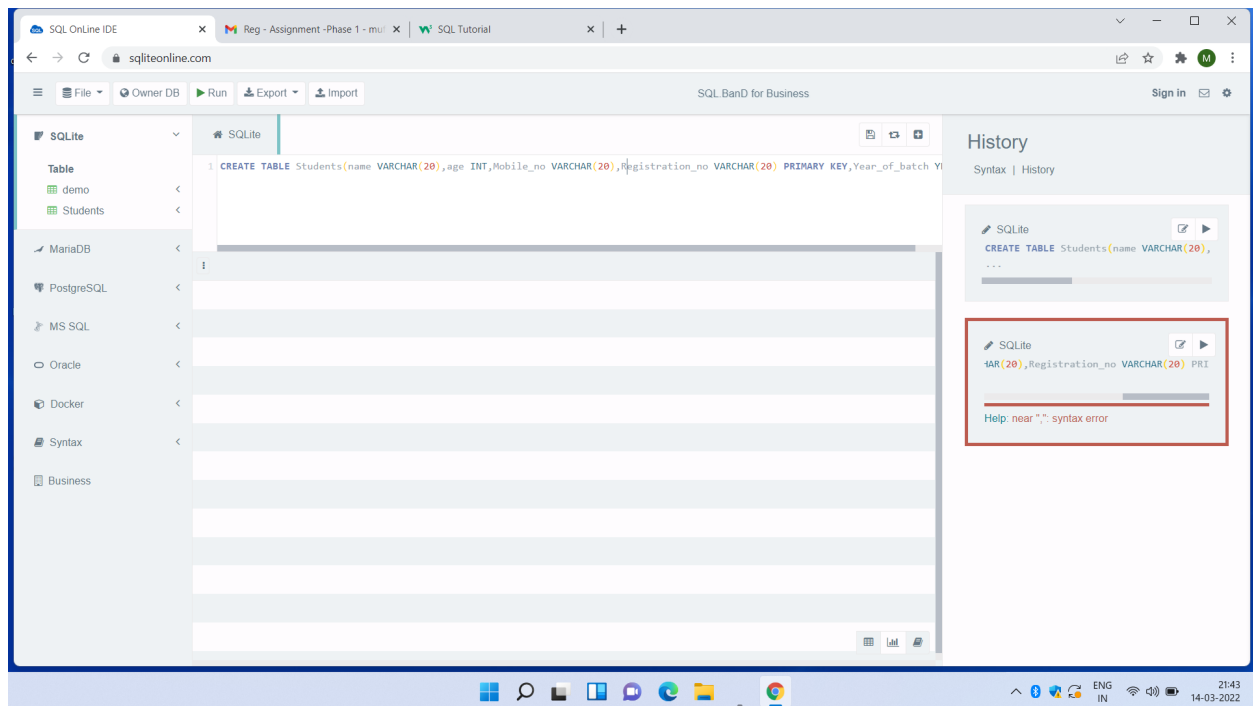 SQL OnLine IDE
Reg - Assignment -Phase 1 - mut
SQL Tutorial
sqliteonline.com
M
File
Owner DB
Run
Export
Import
SQL.BanD for Business
Sign in
SQLite
Table
demo
Students
MariaDB
PostgreSQL
MS SQL
Oracle
Docker
Syntax
Business
SQLite
1 CREATE TABLE Students(name VARCHAR(20),age INT,Mobile_no VARCHAR(20),Registration_no VARCHAR(20) PRIMARY KEY,Year_of_batch YE
History
Syntax | History
SQLite
CREATE TABLE Students(name VARCHAR(20),
...
SQLite
HAR(20),Registration_no VARCHAR(20) PRI
Help: near ",": syntax error
ENG
IN
21:43
14-03-2022